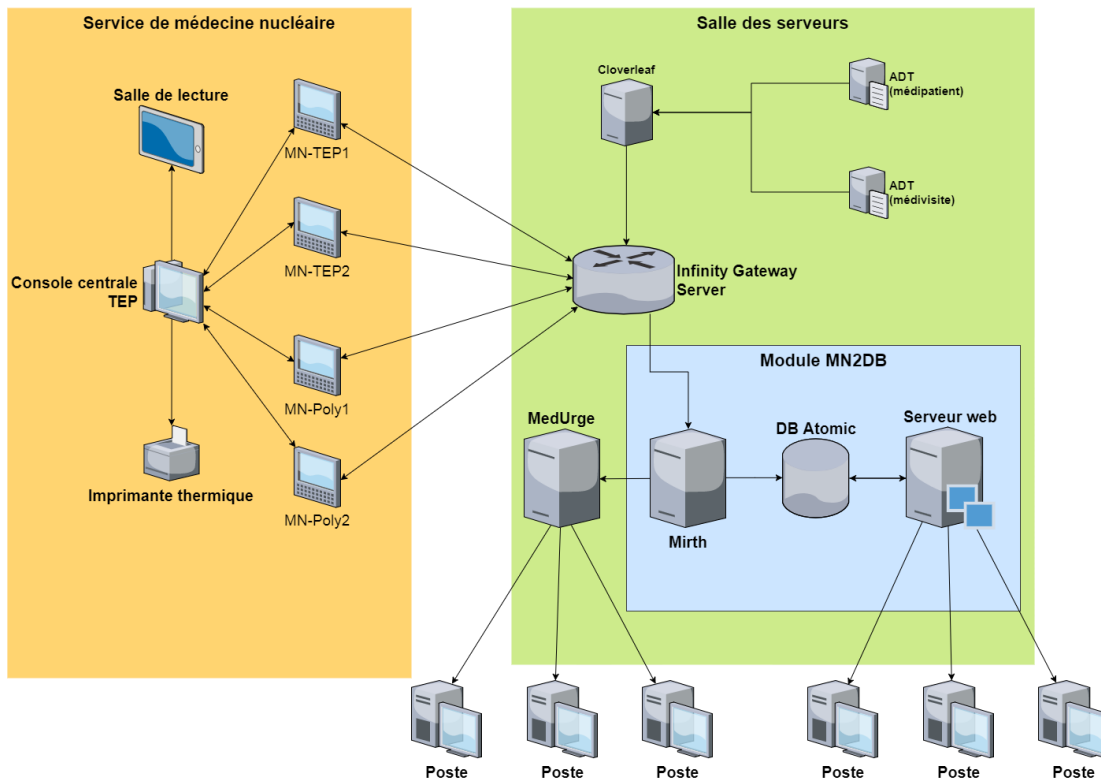 Service de médecine nucléaire
Salle de lecture
MN-TEP1
MN-TEP2
Console centrale
TEP
MN-Poly1
MN-Poly2
Imprimante thermique
Salle des serveurs
Cloverleaf
ADT
(médipatient)
ADT
(médivisite)
Infinity Gateway
Server
Module MN2DB
MedUrge
Mirth
DB Atomic
Serveur web
Poste
Poste
Poste
Poste
Poste
Poste